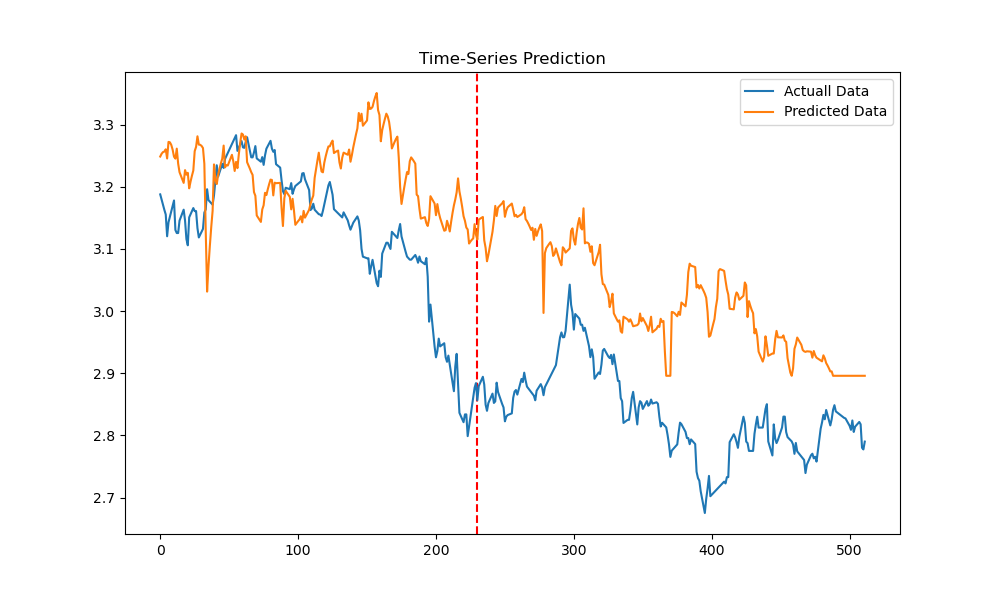 Time-Series Prediction
Actuall Data
Predicted Data
3.3
3.2
3.1
3.0
2.9
2.8
2.7
0 100 200 300 400 500